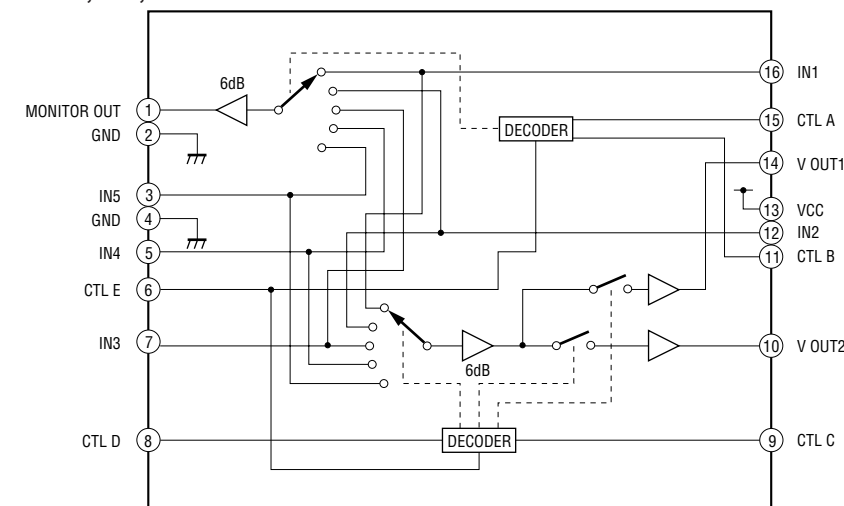 6dB
MONITOR OUT 1
GND 2
IN5 3
GND 4
IN4 5
CTL E 6
IN3 7
CTL D 8
DECODER
16 IN1
15 CTL A
14 V OUT1
13 VCC
12 IN2
11 CTL B
10 V OUT2
6dB
DECODER
9 CTL C